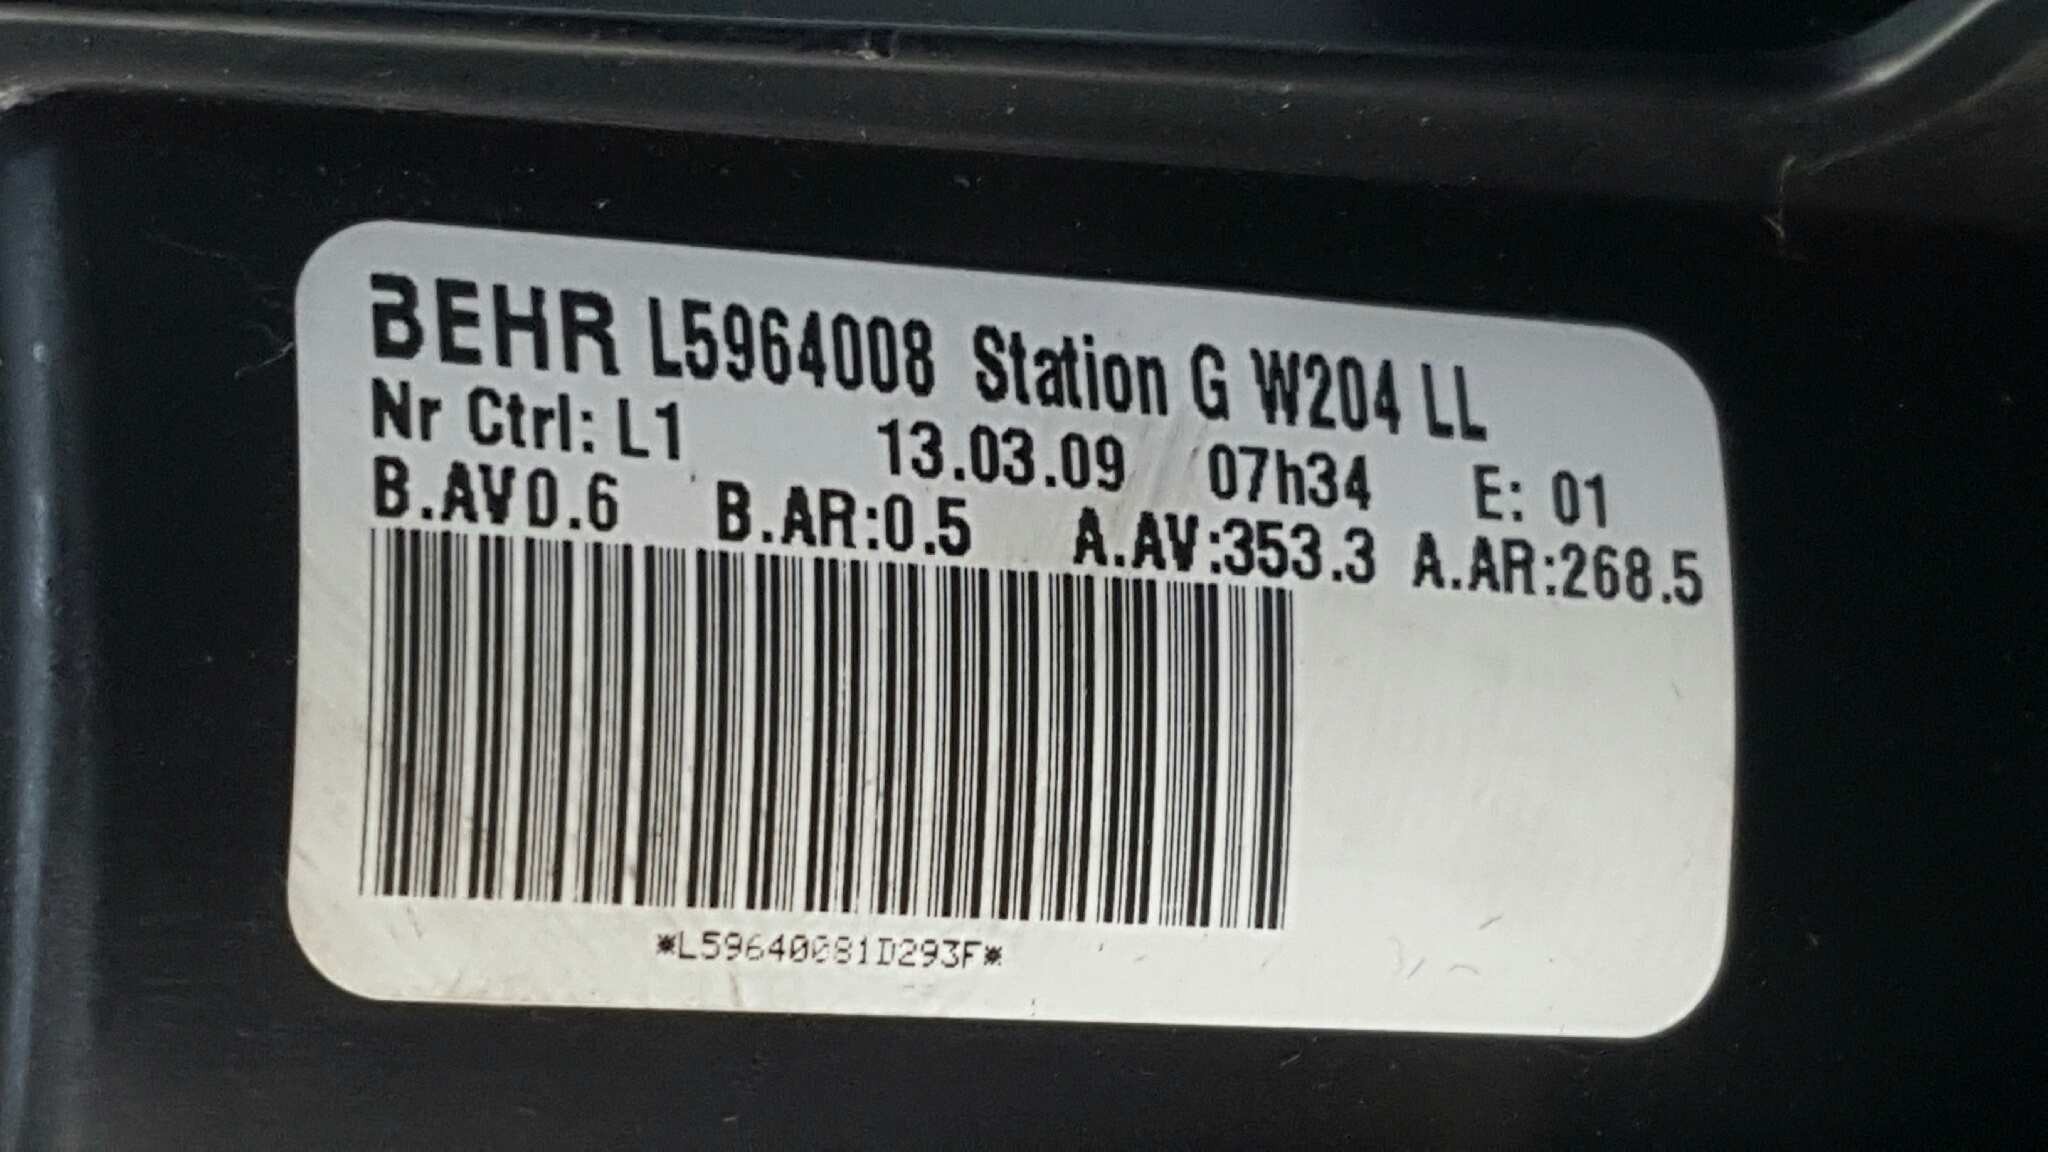 BEHR L5964008 Station G W204 LL
Nr Ctrl: L1 13.03.09 07h34 E: 01
B.AV0.6 B.AR:0.5 A.AV:353.3 A.AR:268.5
*L59640081D293F*